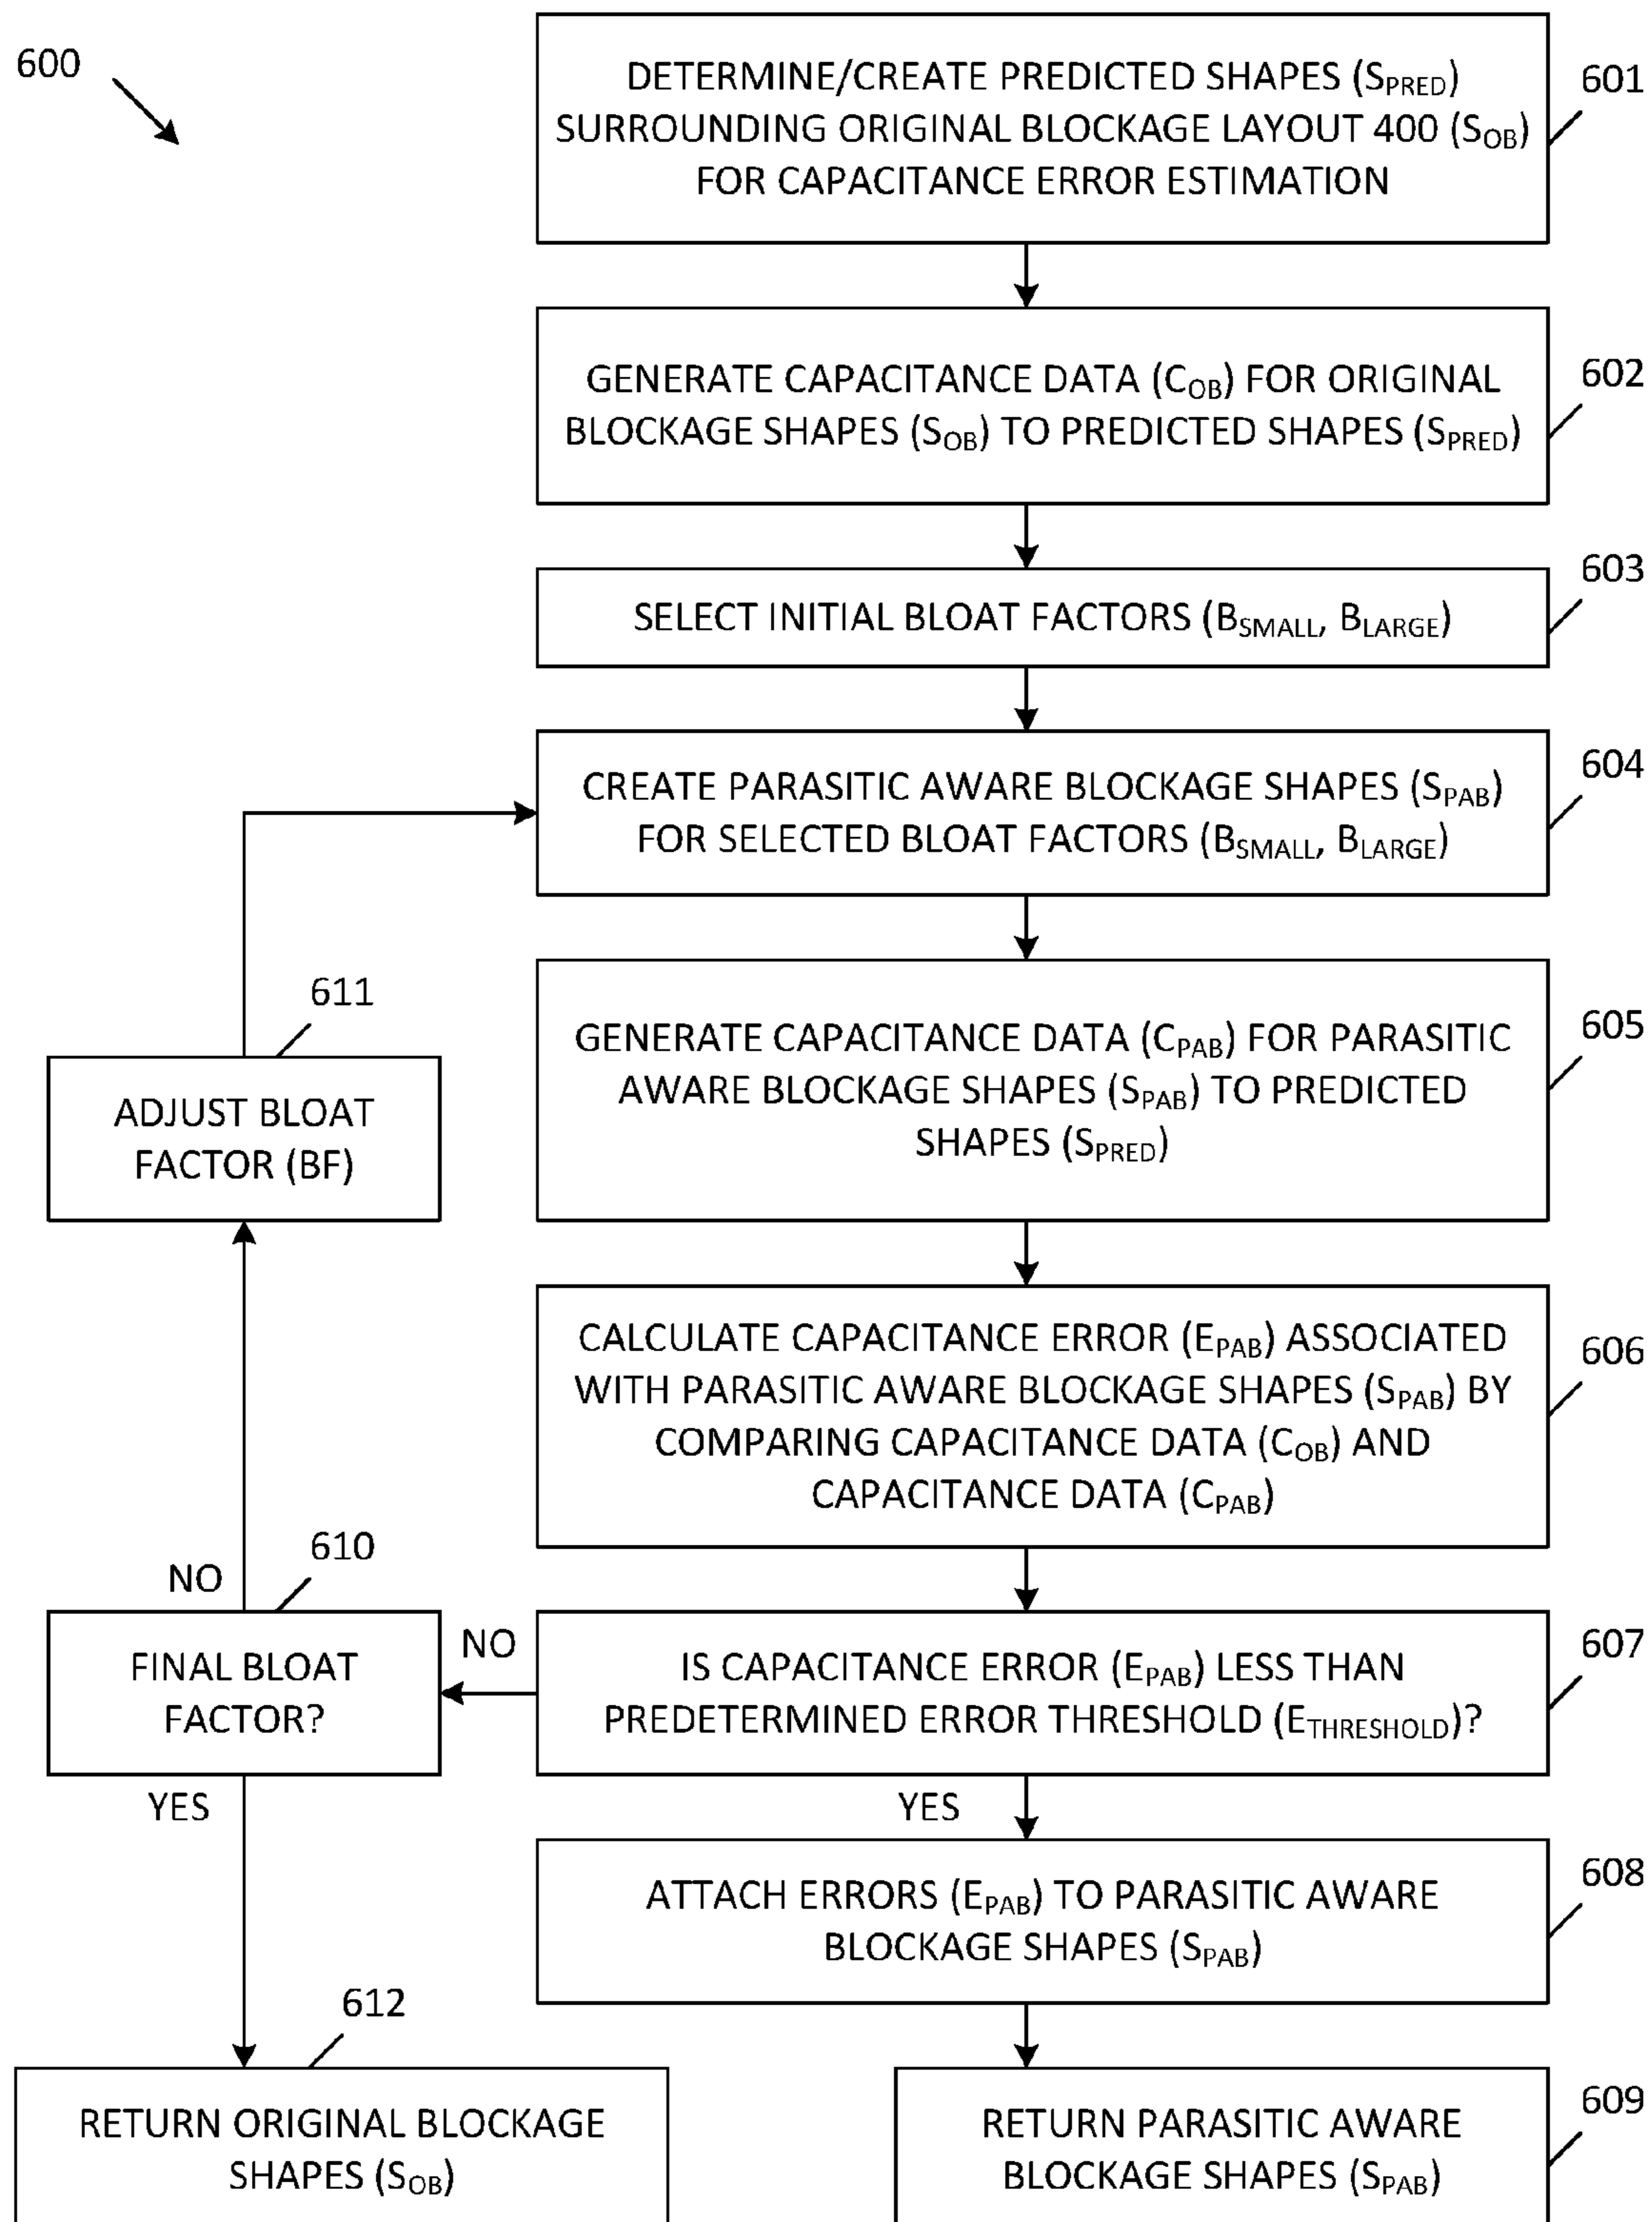 600
DETERMINE/CREATE PREDICTED SHAPES (SPRED)
SURROUNDING ORIGINAL BLOCKAGE LAYOUT 400 (SOB)
FOR CAPACITANCE ERROR ESTIMATION
601
GENERATE CAPACITANCE DATA (COB) FOR ORIGINAL
BLOCKAGE SHAPES (SOB) TO PREDICTED SHAPES (SPRED)
602
SELECT INITIAL BLOAT FACTORS (BSMALL, BLARGE)
603
CREATE PARASITIC AWARE BLOCKAGE SHAPES (SPAB)
FOR SELECTED BLOAT FACTORS (BSMALL, BLARGE)
604
GENERATE CAPACITANCE DATA (CPAB) FOR PARASITIC
AWARE BLOCKAGE SHAPES (SPAB) TO PREDICTED
SHAPES (SPRED)
605
611
ADJUST BLOAT
FACTOR (BF)
CALCULATE CAPACITANCE ERROR (EPAB) ASSOCIATED
WITH PARASITIC AWARE BLOCKAGE SHAPES (SPAB) BY
COMPARING CAPACITANCE DATA (COB) AND
CAPACITANCE DATA (CPAB)
606
610
NO
FINAL BLOAT
FACTOR?
NO
IS CAPACITANCE ERROR (EPAB) LESS THAN
PREDETERMINED ERROR THRESHOLD (ETHRESHOLD)?
607
YES
YES
ATTACH ERRORS (EPAB) TO PARASITIC AWARE
BLOCKAGE SHAPES (SPAB)
608
612
RETURN ORIGINAL BLOCKAGE
SHAPES (SOB)
RETURN PARASITIC AWARE
BLOCKAGE SHAPES (SPAB)
609